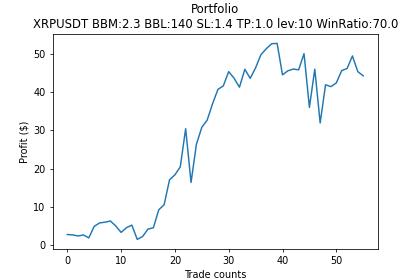 Portfolio
XRPUSDT BBM:2.3 BBL:140 SL:1.4 TP:1.0 lev:10 WinRatio:70.0
Profit ($)
50
40
30
20
10
0
0 10 20 30 40 50
Trade counts